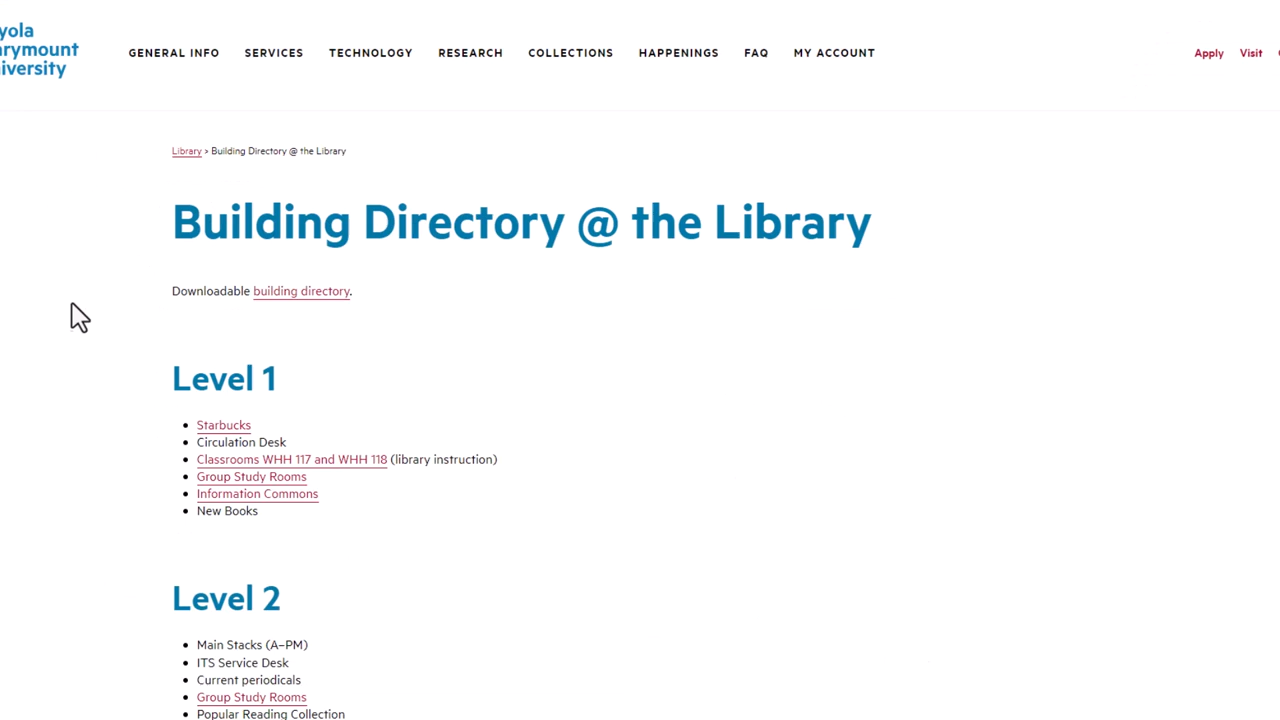 yola
arymount
iversity
GENERAL INFO SERVICES TECHNOLOGY RESEARCH COLLECTIONS HAPPENINGS FAQ MY ACCOUNT
Apply Visit
Library > Building Directory @ the Library
Building Directory @ the Library
Downloadable building directory.
Level 1
Starbucks
Circulation Desk
Classrooms WHH 117 and WHH 118 (library instruction)
Group Study Rooms
Information Commons
New Books
Level 2
Main Stacks (A–PM)
ITS Service Desk
Current periodicals
Group Study Rooms
Popular Reading Collection